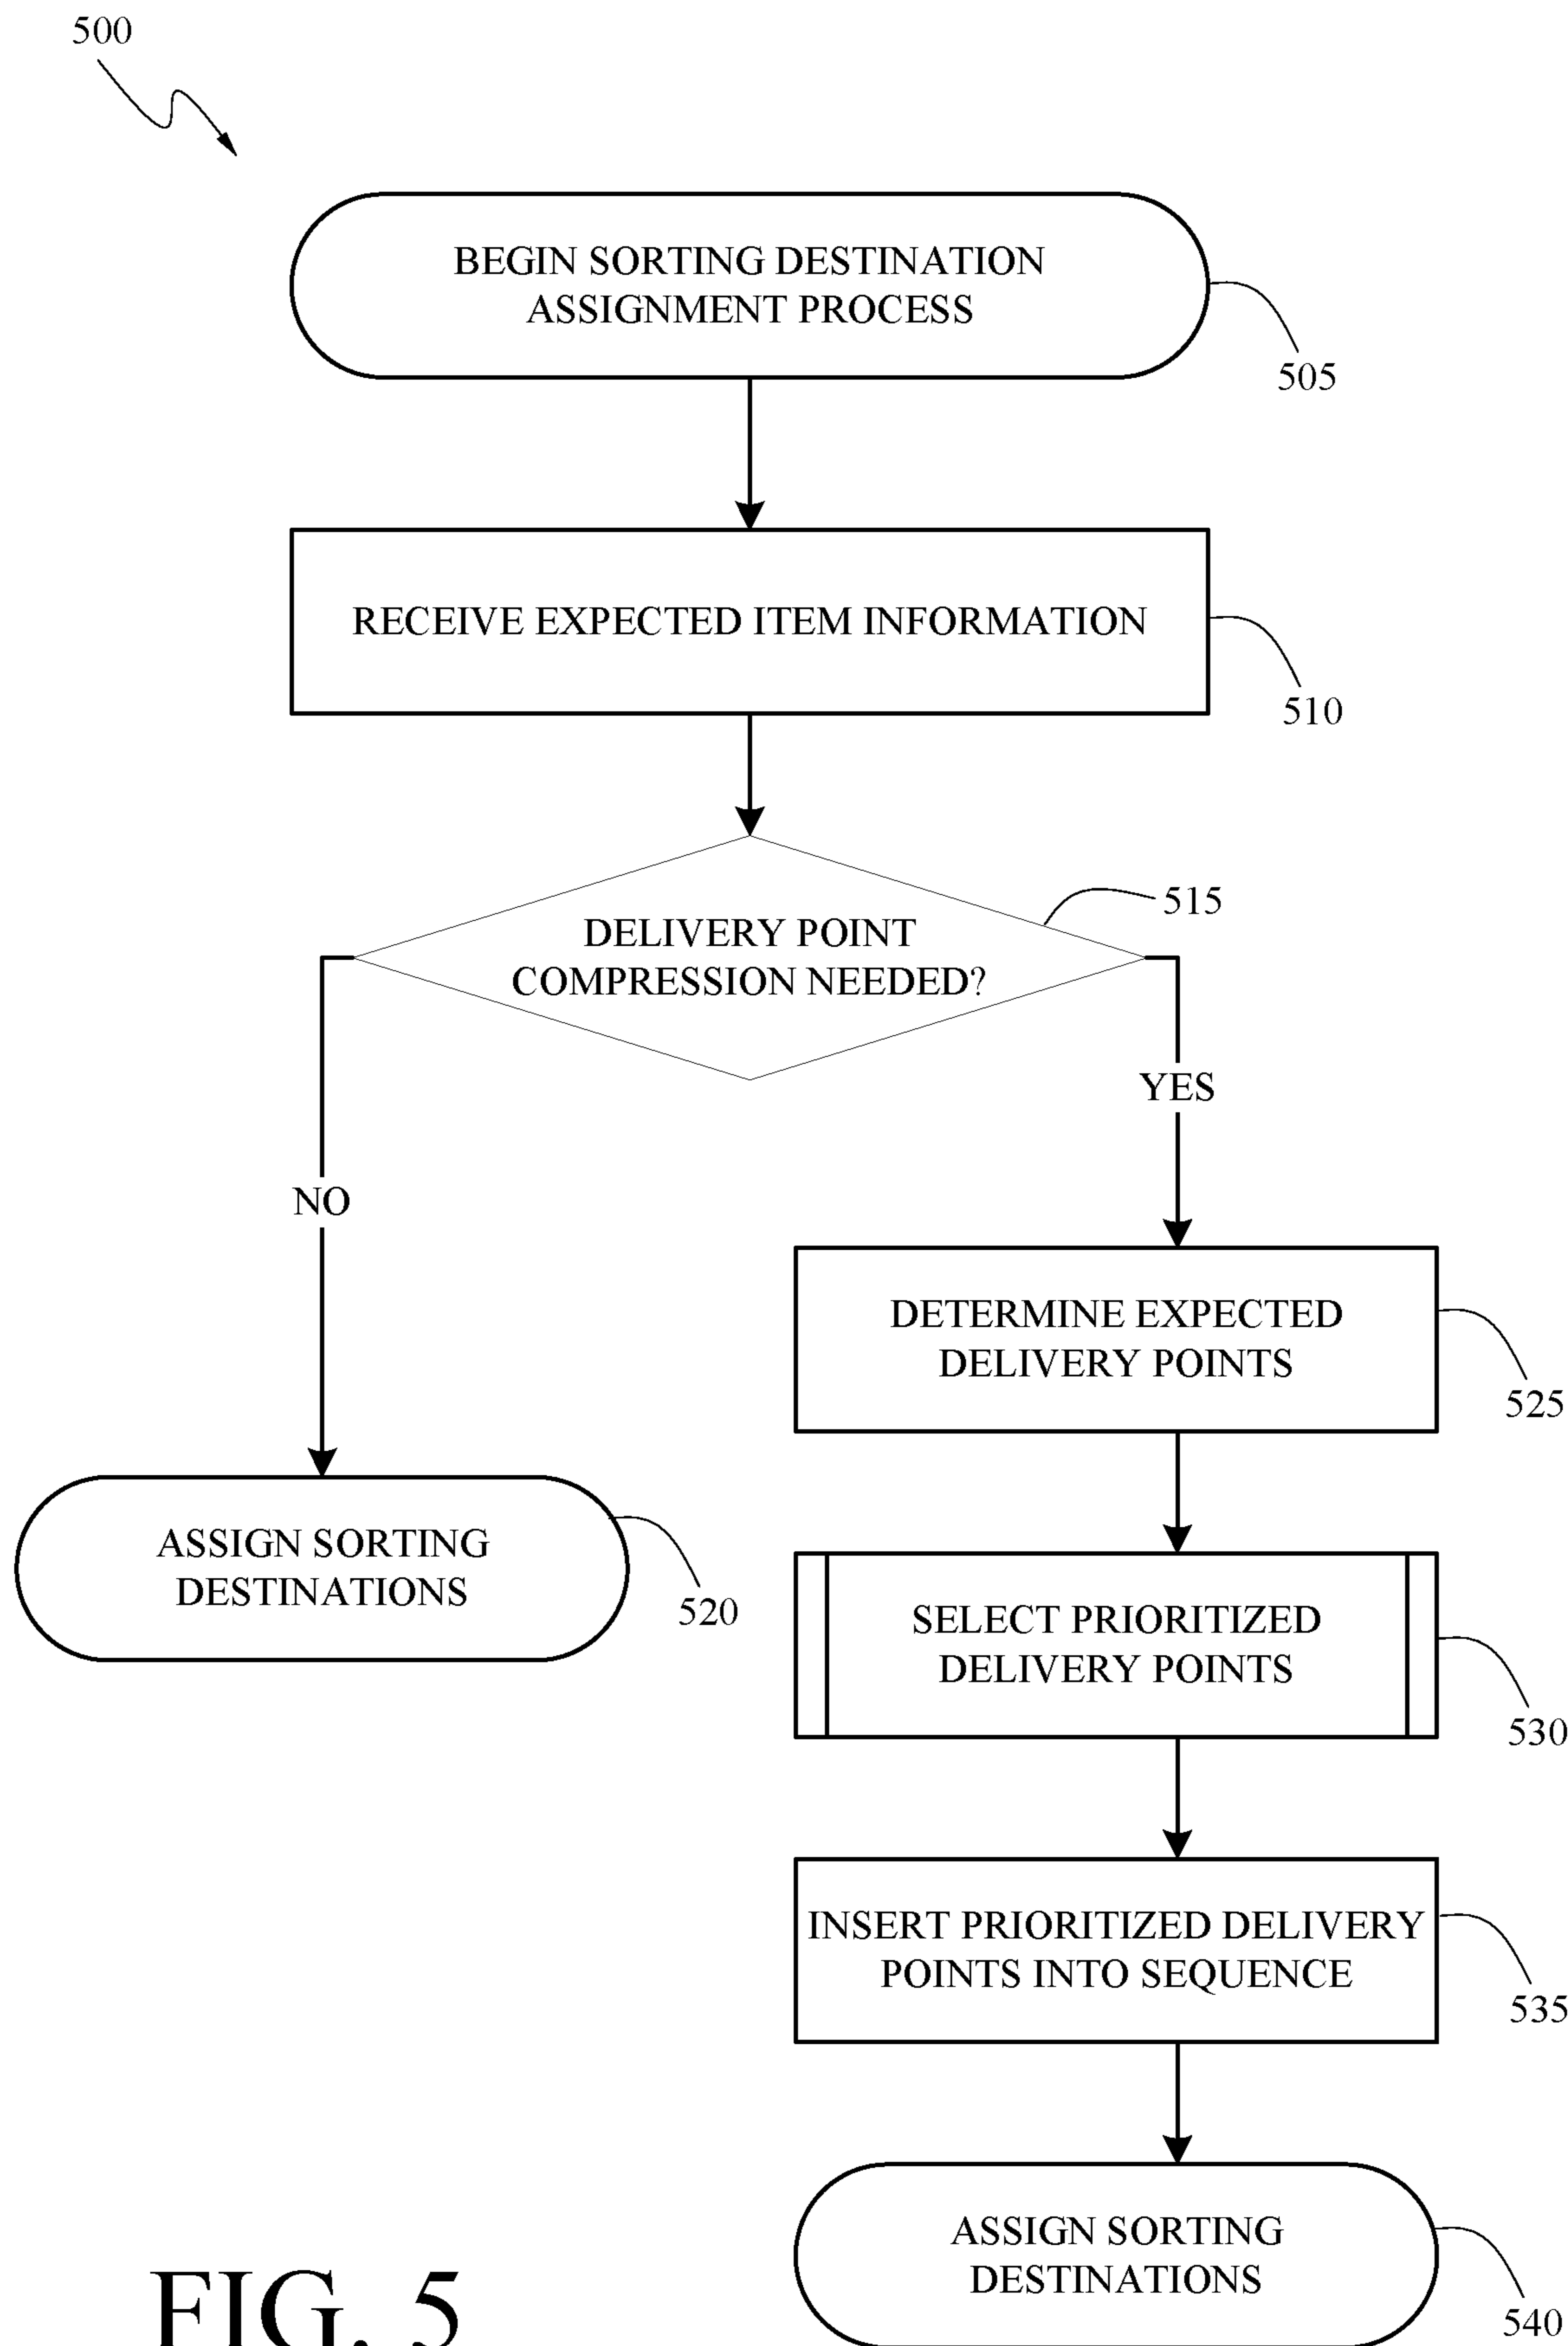 500
BEGIN SORTING DESTINATION
ASSIGNMENT PROCESS
505
RECEIVE EXPECTED ITEM INFORMATION
510
515
DELIVERY POINT
COMPRESSION NEEDED?
YES
NO
DETERMINE EXPECTED
DELIVERY POINTS
525
ASSIGN SORTING
DESTINATIONS
520
SELECT PRIORITIZED
DELIVERY POINTS
530
INSERT PRIORITIZED DELIVERY
POINTS INTO SEQUENCE
535
ASSIGN SORTING
DESTINATIONS
540
FIG. 5